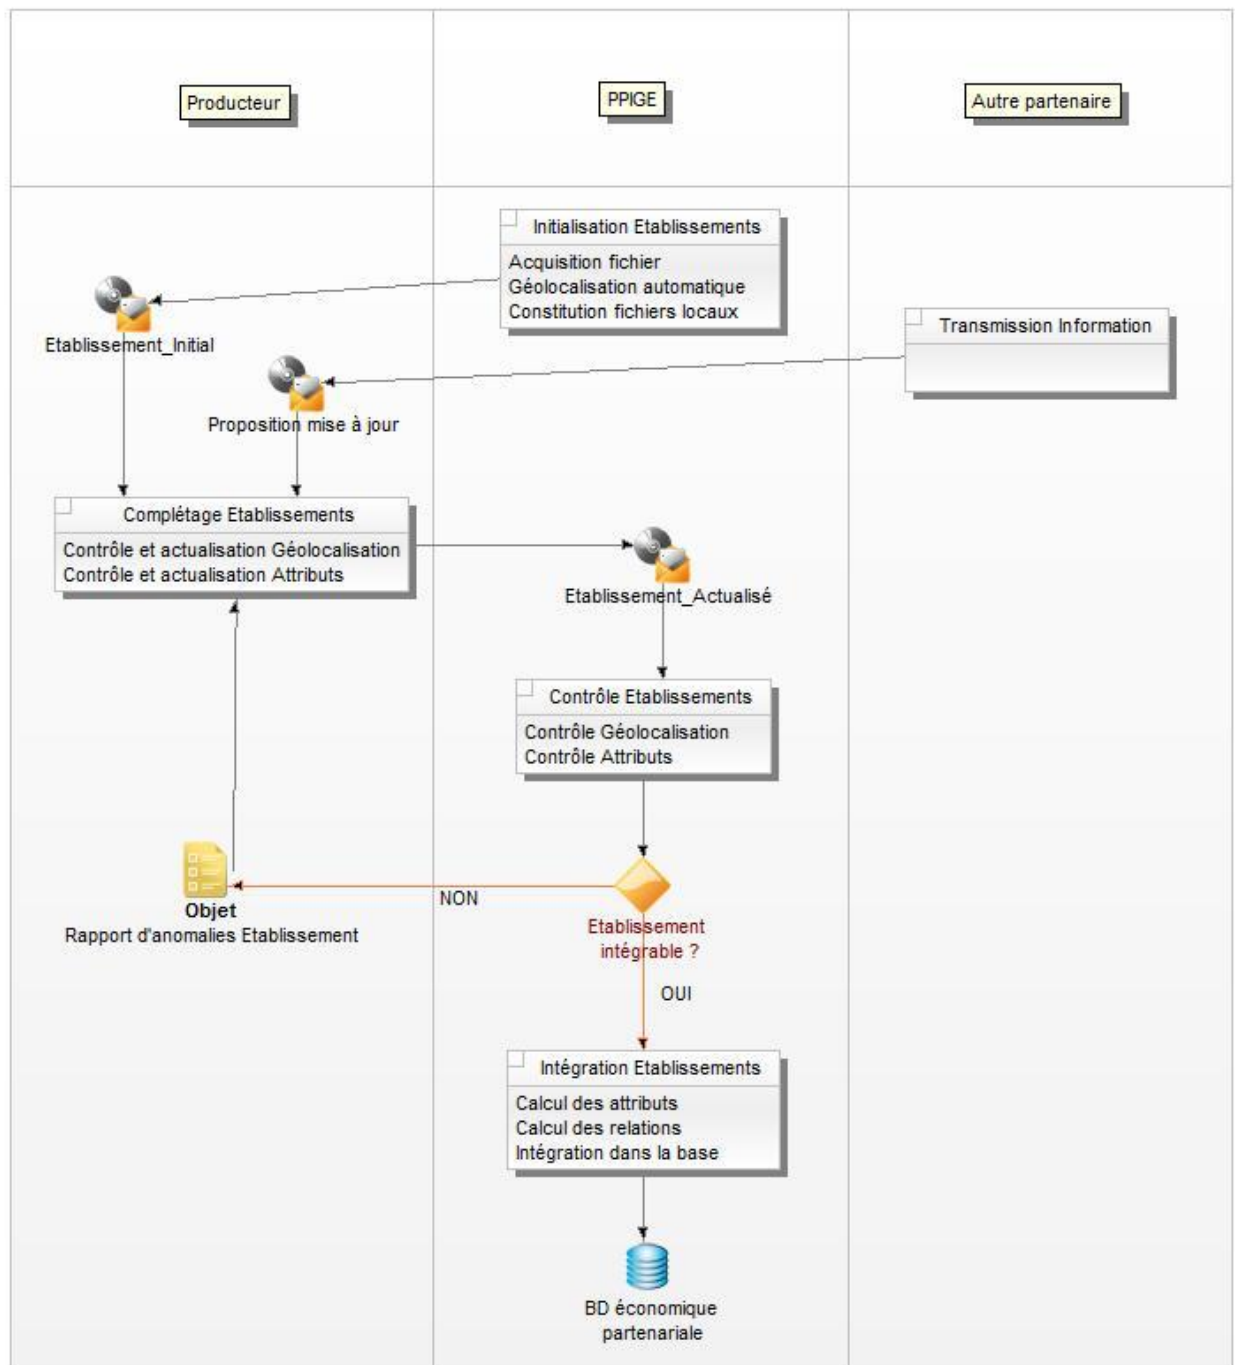 Producteur
PPIGE
Autre partenaire
Initialisation Etablissements
Acquisition fichier
Géolocalisation automatique
Constitution fichiers locaux
Etablissement_Initial
Transmission Information
Proposition mise à jour
Complétage Etablissements
Contrôle et actualisation Géolocalisation
Contrôle et actualisation Attributs
Etablissement_Actualisé
Contrôle Etablissements
Contrôle Géolocalisation
Contrôle Attributs
NON
Objet
Rapport d'anomalies Etablissement
Etablissement
intégrable ?
OUI
Intégration Etablissements
Calcul des attributs
Calcul des relations
Intégration dans la base
BD économique
partenariale